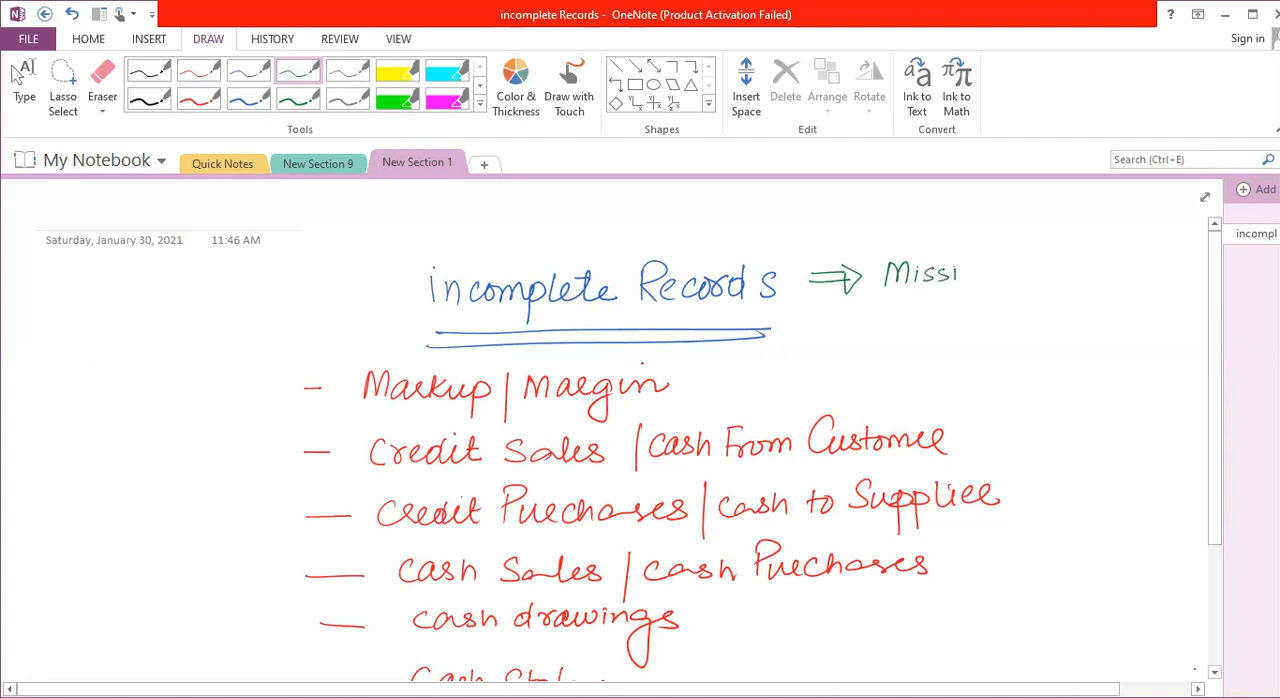 incomplete Records - OneNote (Product Activation Failed)
?
FILE HOME INSERT DRAW HISTORY REVIEW VIEW Sign in
Type Lasso Select Eraser Color & Thickness Draw with Touch Insert Space Delete Arrange Rotate Ink to Text Ink to Math
Tools Shapes Edit Convert
My Notebook Quick Notes New Section 9 New Section 1 Search (Ctrl+E)
Add
incompl
Saturday, January 30, 2021 11:46 AM
incomplete Records ⇒ Missi
- Markup | Margin
- Credit Sales | Cash From Customer
- Credit Purchases | cash to Supplier
- cash Sales | cash Purchases
- cash drawings